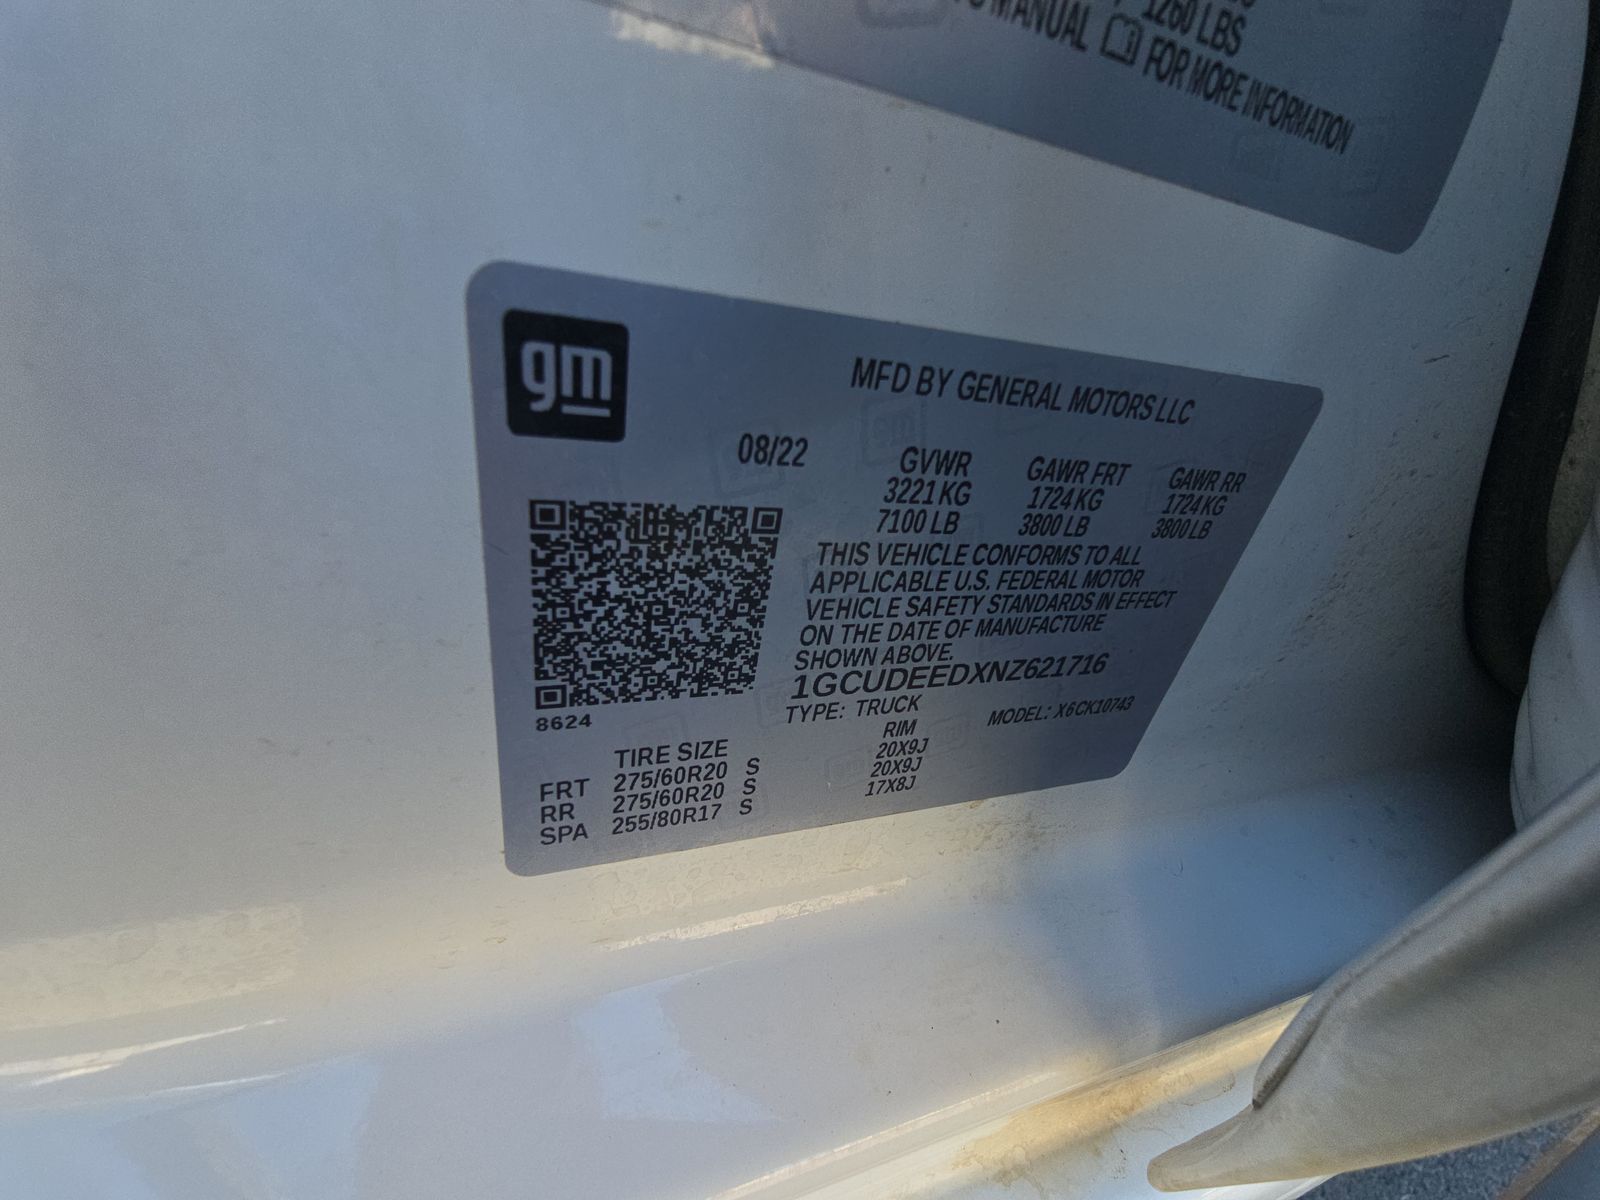 1260 LBS
MANUAL FOR MORE INFORMATION
gm
MFD BY GENERAL MOTORS LLC
08/22 GVWR GAWR FRT GAWR RR
3221 KG 1724 KG 1724 KG
7100 LB 3800 LB 3800 LB
THIS VEHICLE CONFORMS TO ALL
APPLICABLE U.S. FEDERAL MOTOR
VEHICLE SAFETY STANDARDS IN EFFECT
ON THE DATE OF MANUFACTURE
SHOWN ABOVE.
1GCUDEEDXNZ621716
TYPE: TRUCK MODEL: X6CK10743
8624
TIRE SIZE RIM
FRT 275/60R20 S 20X9J
RR 275/60R20 S 20X9J
SPA 255/80R17 S 17X8J